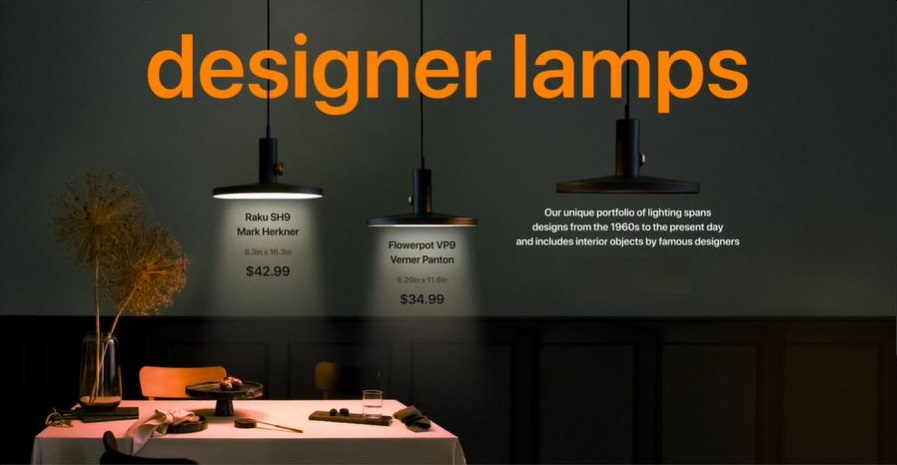 designer lamps
Raku SH9
Mark Herkner
6.3in x 16.3in
$42.99
Flowerpot VP9
Verner Panton
6.29in x 11.6in
$34.99
Our unique portfolio of lighting spans
designs from the 1960s to the present day
and includes interior objects by famous designers